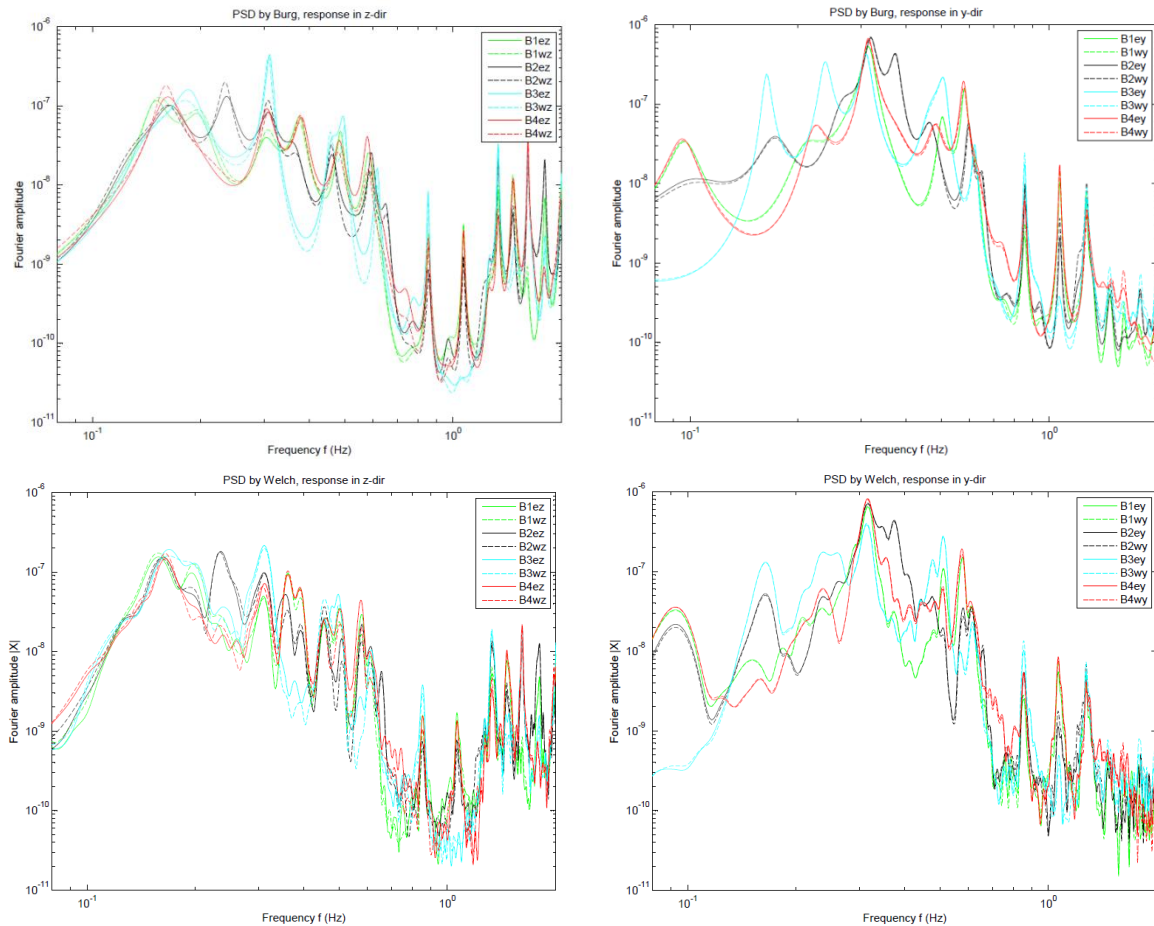 PSD by Burg, response in z-dir
10^-6
10^-7
10^-8
10^-9
10^-10
10^-11
Fourier amplitude
10^-1
10^0
Frequency f (Hz)
B1ez
B1wz
B2ez
B2wz
B3ez
B3wz
B4ez
B4wz
PSD by Burg, response in y-dir
10^-6
10^-7
10^-8
10^-9
10^-10
10^-11
Fourier amplitude
10^-1
10^0
Frequency f (Hz)
B1ey
B1wy
B2ey
B2wy
B3ey
B3wy
B4ey
B4wy
PSD by Welch, response in z-dir
10^-6
10^-7
10^-8
10^-9
10^-10
10^-11
Fourier amplitude |X|
10^-1
10^0
Frequency f (Hz)
B1ez
B1wz
B2ez
B2wz
B3ez
B3wz
B4ez
B4wz
PSD by Welch, response in y-dir
10^-6
10^-7
10^-8
10^-9
10^-10
10^-11
Fourier amplitude |X|
10^-1
10^0
Frequency f (Hz)
B1ey
B1wy
B2ey
B2wy
B3ey
B3wy
B4ey
B4wy